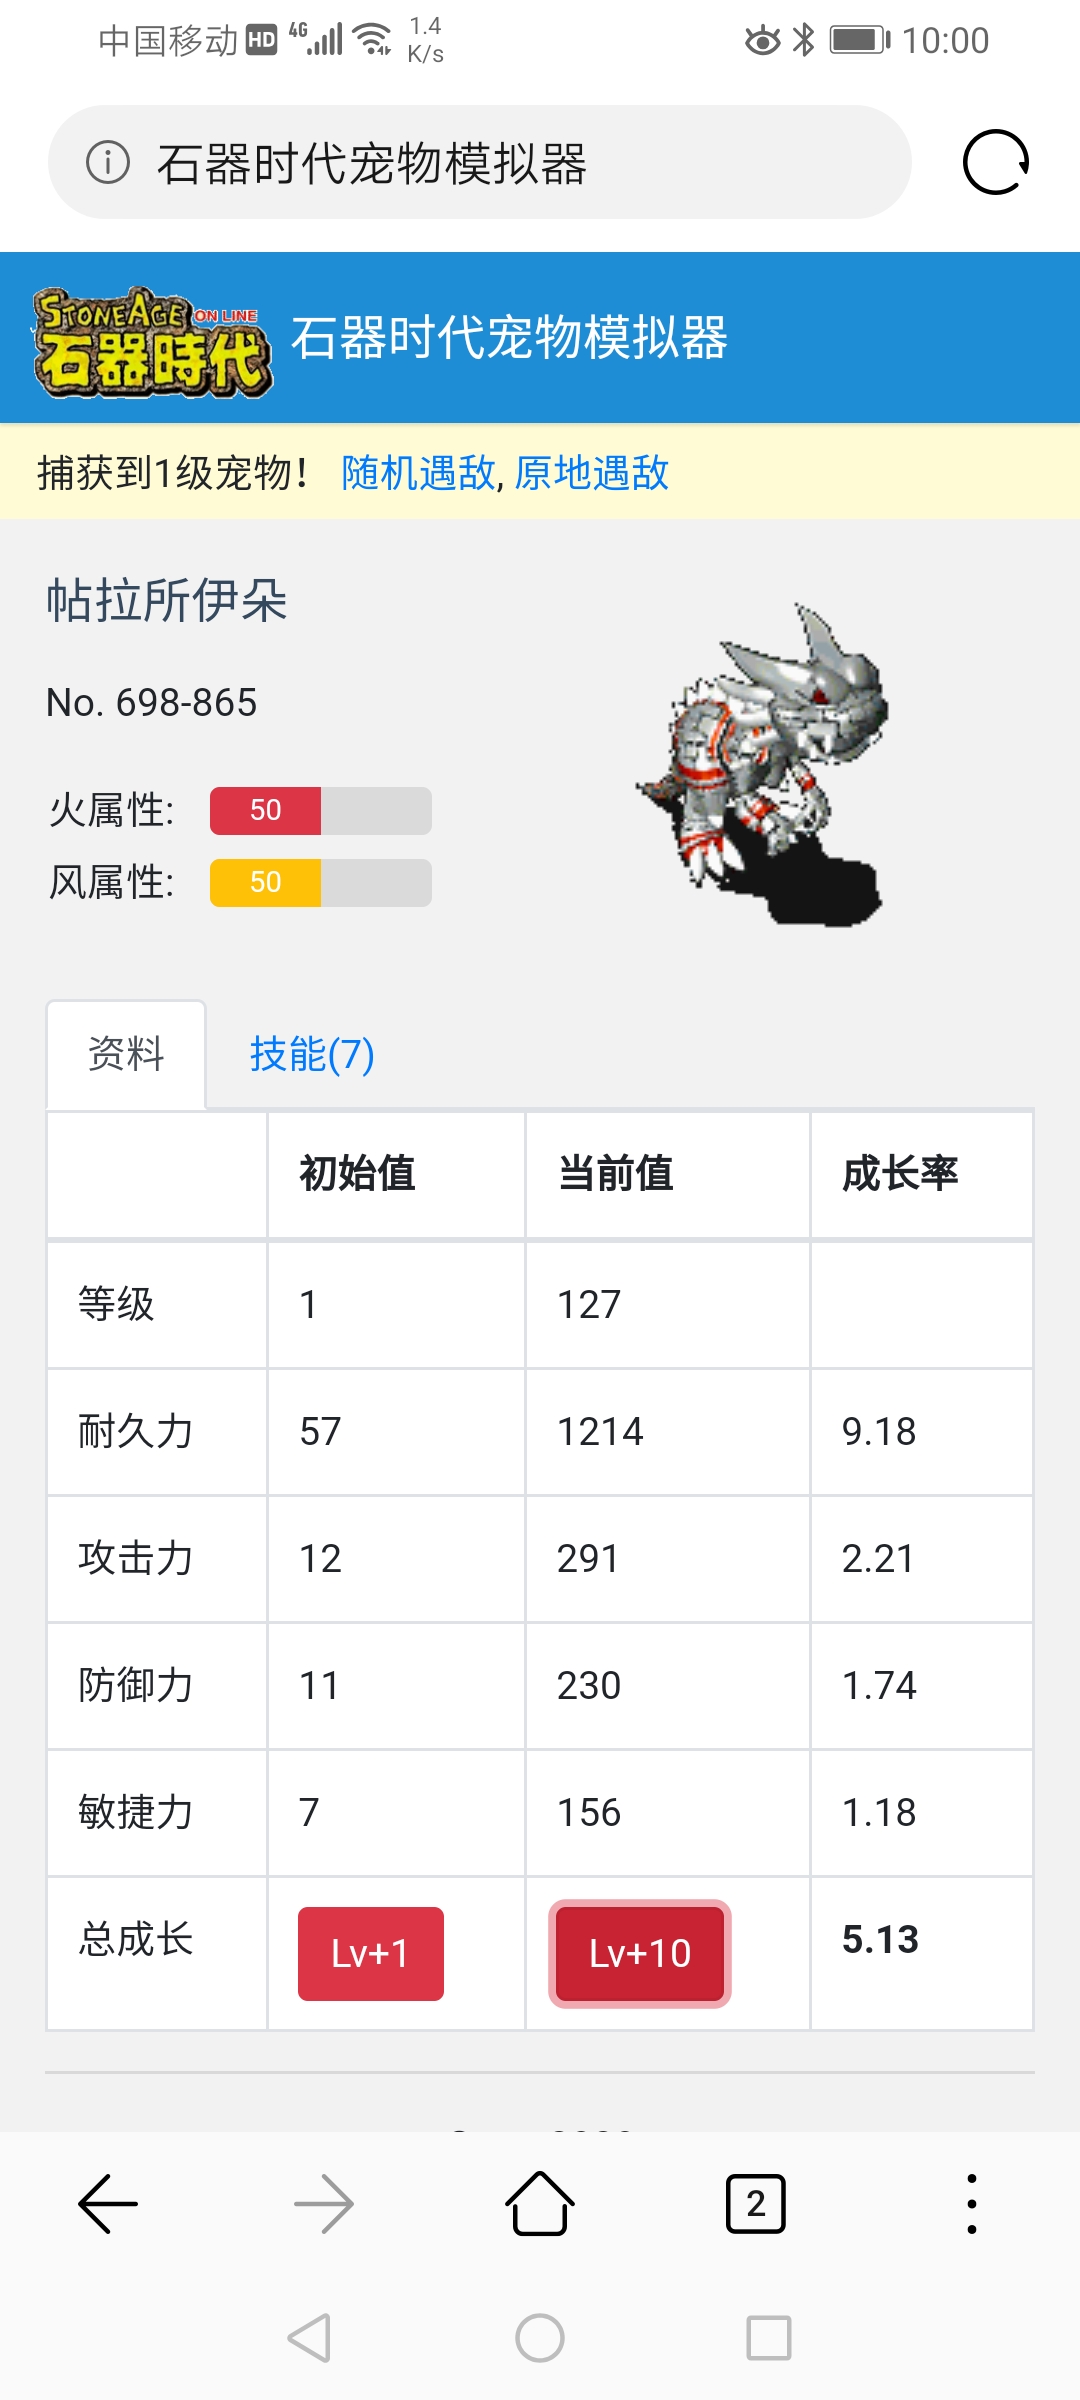 中国移动 HD 4G 1.4 K/s 10:00
石器时代宠物模拟器
STONEAGE ON LINE 石器時代 石器时代宠物模拟器
捕获到1级宠物! 随机遇敌, 原地遇敌
帖拉所伊朵
No. 698-865
火属性: 50
风属性: 50
资料 技能(7)
初始值 当前值 成长率
等级 1 127
耐久力 57 1214 9.18
攻击力 12 291 2.21
防御力 11 230 1.74
敏捷力 7 156 1.18
总成长 Lv+1 Lv+10 5.13
2